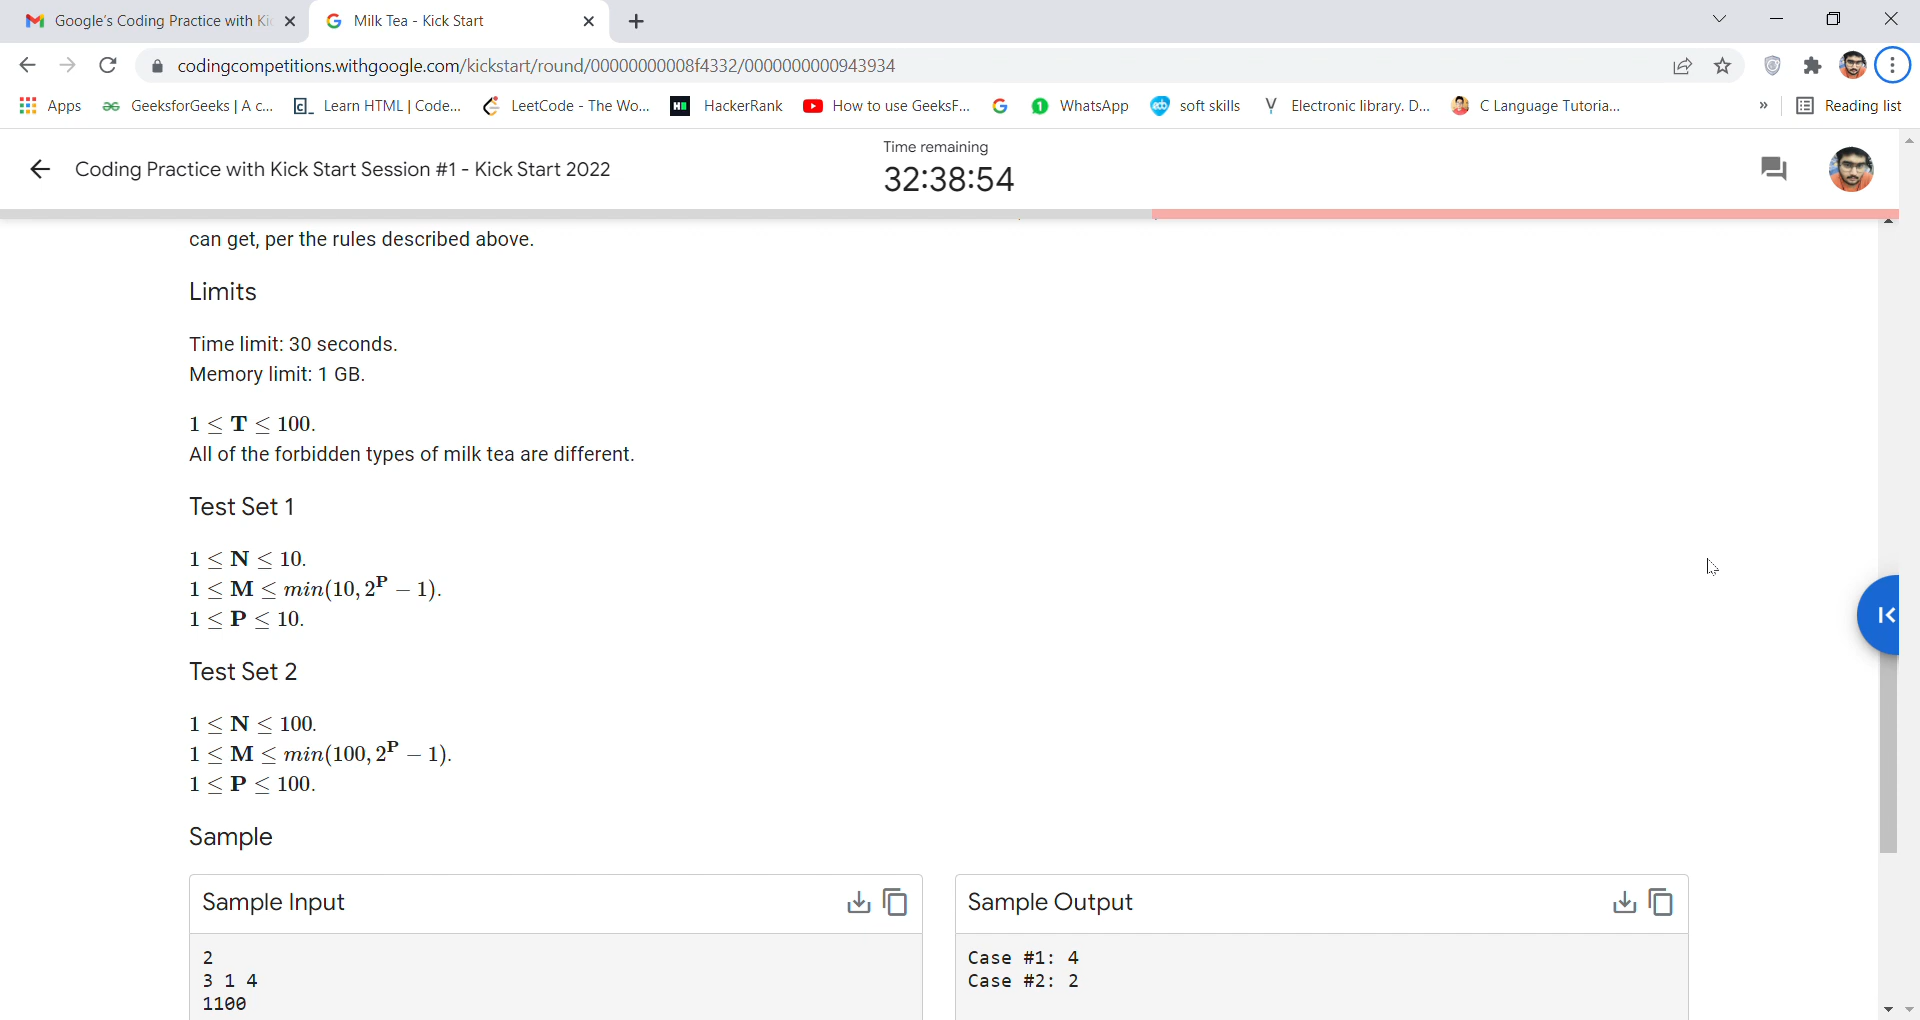 Google's Coding Practice with Ki
Milk Tea - Kick Start
codingcompetitions.withgoogle.com/kickstart/round/00000000008f4332/0000000000943934
Apps
GeeksforGeeks | A c...
Learn HTML | Code...
LeetCode - The Wo...
HackerRank
How to use GeeksF...
WhatsApp
soft skills
Electronic library. D...
C Language Tutoria...
»
Reading list
Coding Practice with Kick Start Session #1 - Kick Start 2022
Time remaining
32:38:54
can get, per the rules described above.
Limits
Time limit: 30 seconds.
Memory limit: 1 GB.
1 ≤ T ≤ 100.
All of the forbidden types of milk tea are different.
Test Set 1
1 ≤ N ≤ 10.
1 ≤ M ≤ min(10, 2^P − 1).
1 ≤ P ≤ 10.
Test Set 2
1 ≤ N ≤ 100.
1 ≤ M ≤ min(100, 2^P − 1).
1 ≤ P ≤ 100.
Sample
Sample Input
2
3 1 4
1100
Sample Output
Case #1: 4
Case #2: 2